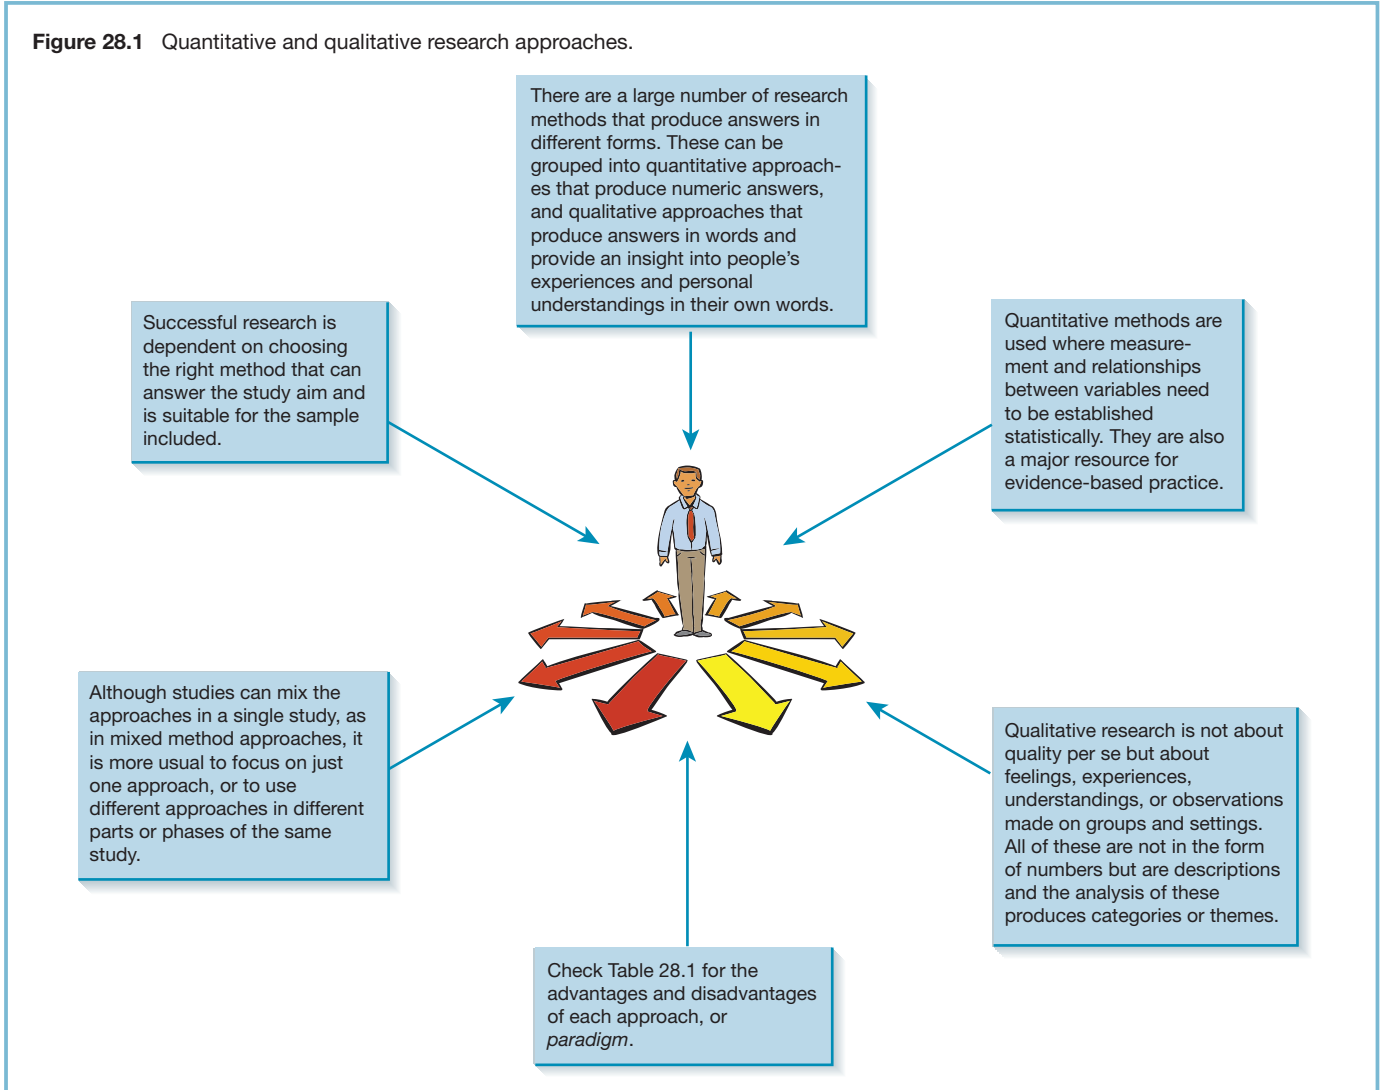 Figure 28.1 Quantitative and qualitative research approaches.
There are a large number of research
methods that produce answers in
different forms. These can be
grouped into quantitative approach-
es that produce numeric answers,
and qualitative approaches that
produce answers in words and
provide an insight into people’s
experiences and personal
understandings in their own words.
Successful research is
dependent on choosing
the right method that can
answer the study aim and
is suitable for the sample
included.
Quantitative methods are
used where measure-
ment and relationships
between variables need
to be established
statistically. They are also
a major resource for
evidence-based practice.
Although studies can mix the
approaches in a single study, as
in mixed method approaches, it
is more usual to focus on just
one approach, or to use
different approaches in different
parts or phases of the same
study.
Qualitative research is not about
quality per se but about
feelings, experiences,
understandings, or observations
made on groups and settings.
All of these are not in the form
of numbers but are descriptions
and the analysis of these
produces categories or themes.
Check Table 28.1 for the
advantages and disadvantages
of each approach, or
paradigm.